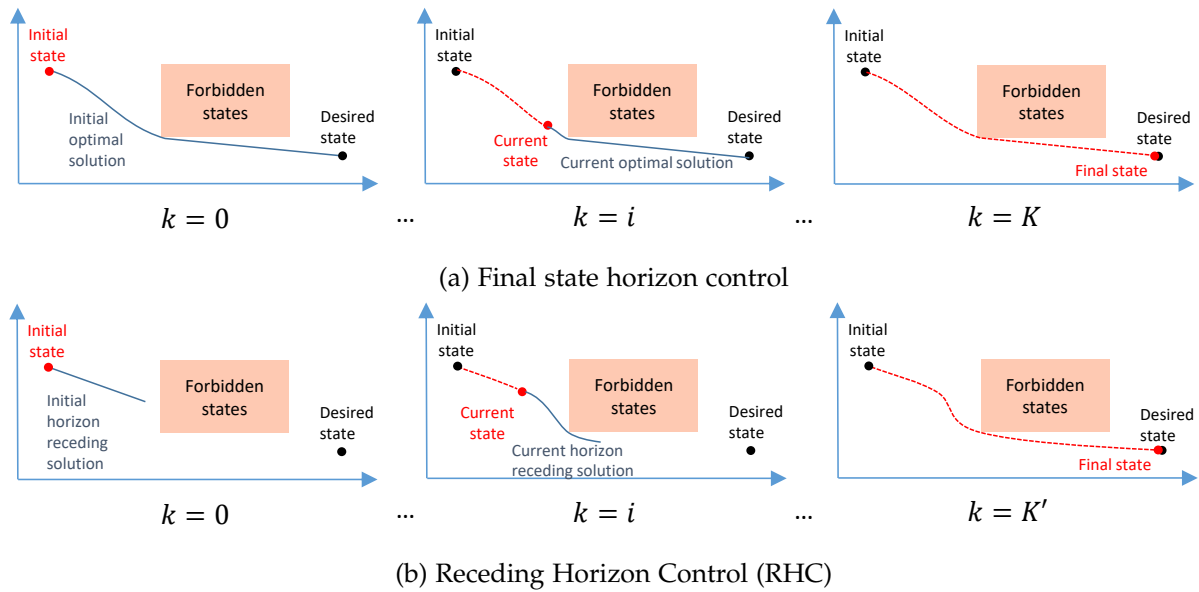 Initial
state
Forbidden
states
Initial
optimal
solution
Desired
state
k = 0
...
Initial
state
Forbidden
states
Desired
state
Current
state
Current optimal solution
k = i
...
Initial
state
Forbidden
states
Desired
state
Final state
k = K
(a) Final state horizon control
Initial
state
Forbidden
states
Initial
horizon
receding
solution
Desired
state
k = 0
...
Initial
state
Forbidden
states
Current
state
Desired
state
Current horizon
receding solution
k = i
...
Initial
state
Forbidden
states
Desired
state
Final state
k = K′
(b) Receding Horizon Control (RHC)